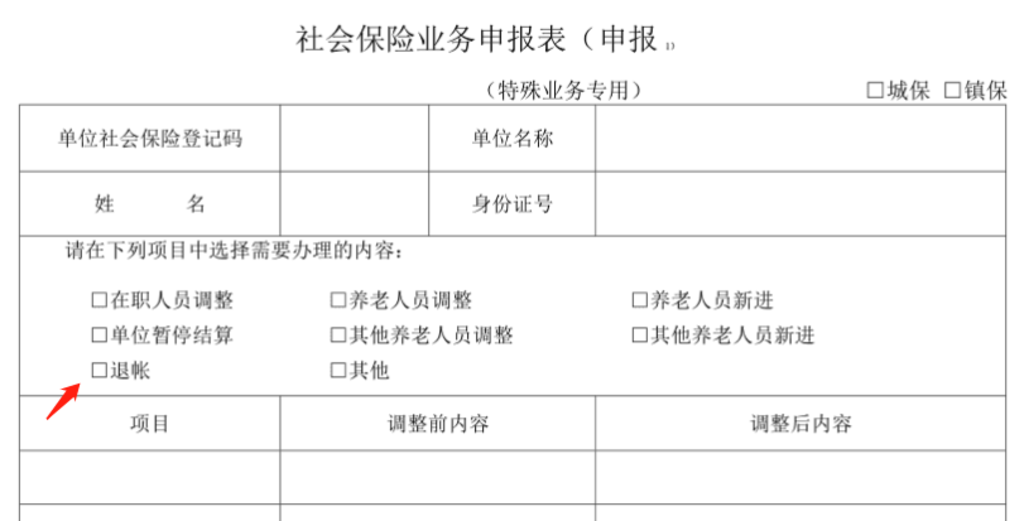 社会保险业务申报表（申报 1）
（特殊业务专用） □城保 □镇保
单位社会保险登记码 单位名称
姓 名 身份证号
请在下列项目中选择需要办理的内容：
□在职人员调整 □养老人员调整 □养老人员新进
□单位暂停结算 □其他养老人员调整 □其他养老人员新进
□退帐 □其他
项目 调整前内容 调整后内容